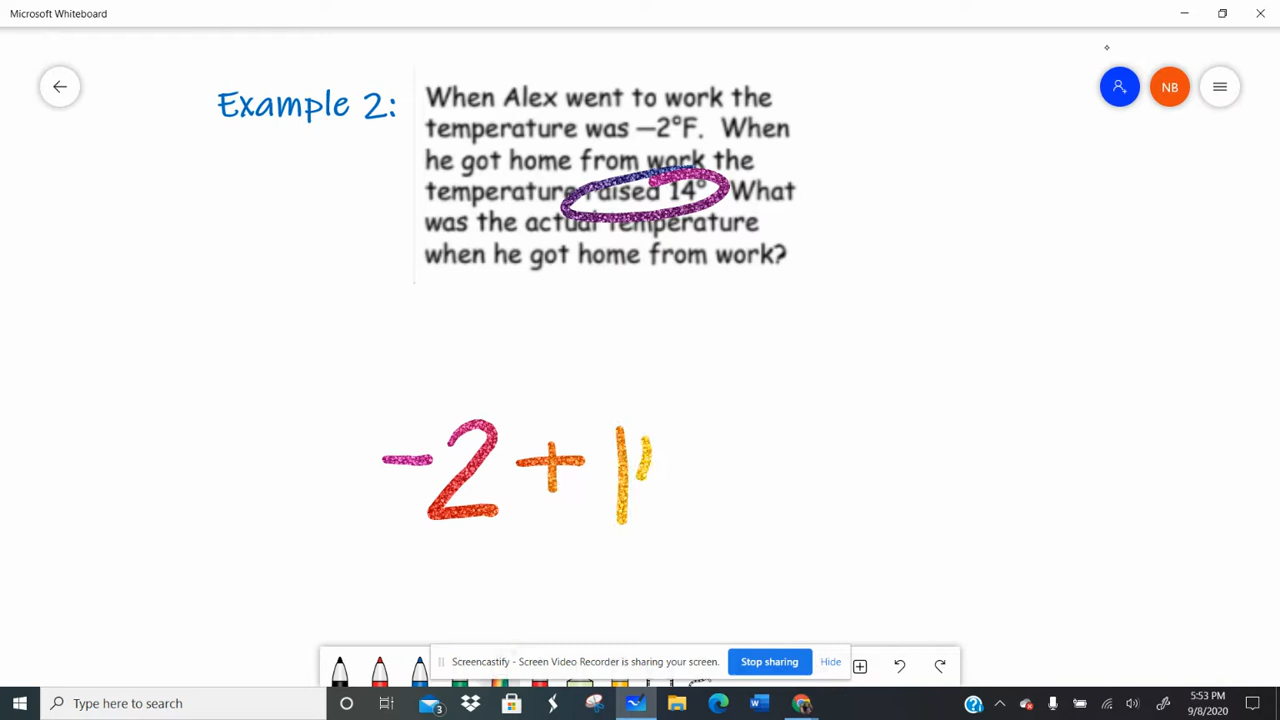 Microsoft Whiteboard
NB
Example 2:
When Alex went to work the
temperature was −2°F. When
he got home from work the
temperature raised 14° What
was the actual temperature
when he got home from work?
-2 + 1
Screencastify - Screen Video Recorder is sharing your screen.
Stop sharing
Hide
Type here to search
3
W
5:53 PM
9/8/2020